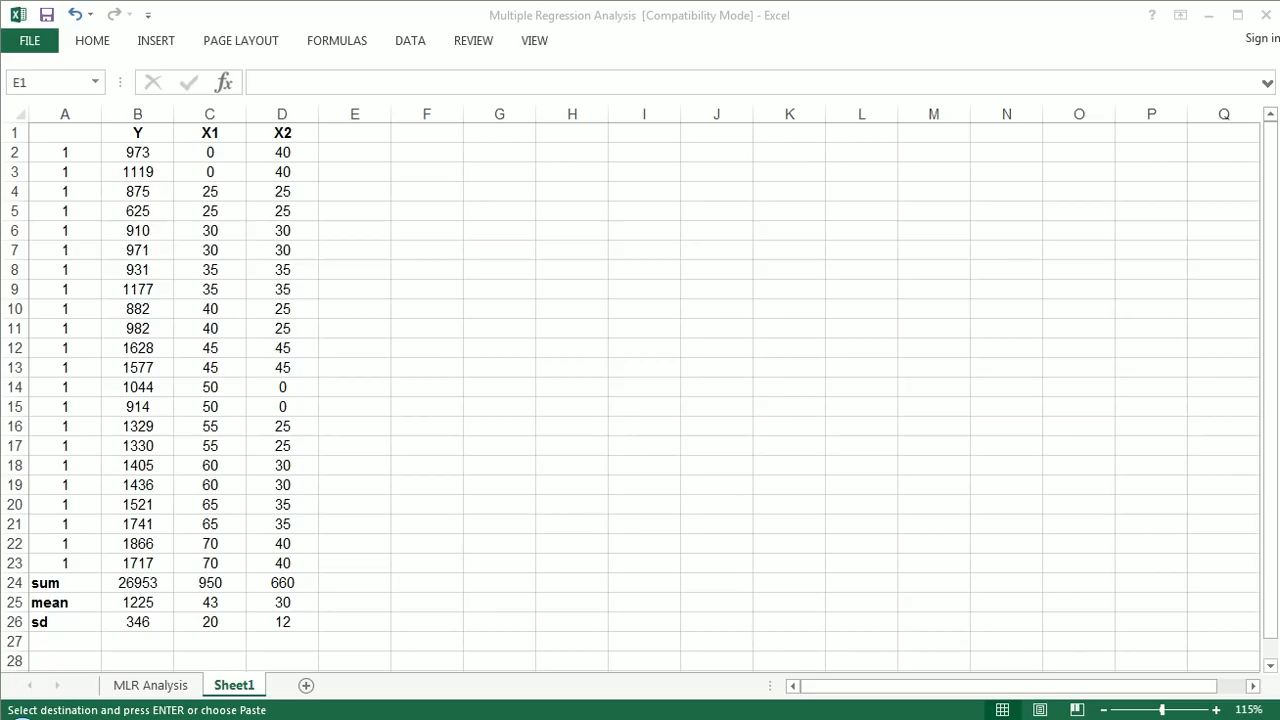 Multiple Regression Analysis [Compatibility Mode] - Excel ?
FILE HOME INSERT PAGE LAYOUT FORMULAS DATA REVIEW VIEW Sign in
E1 fx
A B C D E F G H I J K L M N O P Q
1 Y X1 X2
2 1 973 0 40
3 1 1119 0 40
4 1 875 25 25
5 1 625 25 25
6 1 910 30 30
7 1 971 30 30
8 1 931 35 35
9 1 1177 35 35
10 1 882 40 25
11 1 982 40 25
12 1 1628 45 45
13 1 1577 45 45
14 1 1044 50 0
15 1 914 50 0
16 1 1329 55 25
17 1 1330 55 25
18 1 1405 60 30
19 1 1436 60 30
20 1 1521 65 35
21 1 1741 65 35
22 1 1866 70 40
23 1 1717 70 40
24 sum 26953 950 660
25 mean 1225 43 30
26 sd 346 20 12
27
28
MLR Analysis Sheet1
Select destination and press ENTER or choose Paste 115%